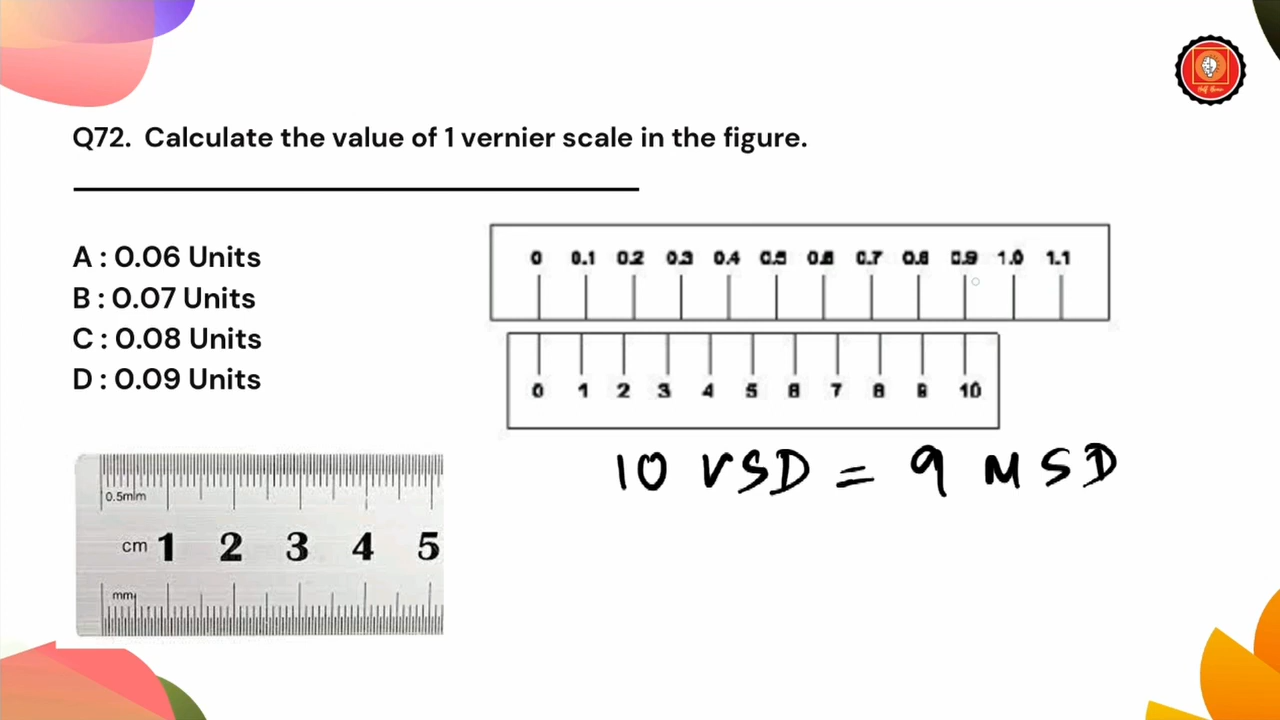 Q72. Calculate the value of 1 vernier scale in the figure.
A : 0.06 Units
B : 0.07 Units
C : 0.08 Units
D : 0.09 Units
0 0.1 0.2 0.3 0.4 0.5 0.6 0.7 0.8 0.9 1.0 1.1
0 1 2 3 4 5 6 7 8 9 10
10 VSD = 9 MSD
0.5mm
cm 1 2 3 4 5
mm
Half Brain